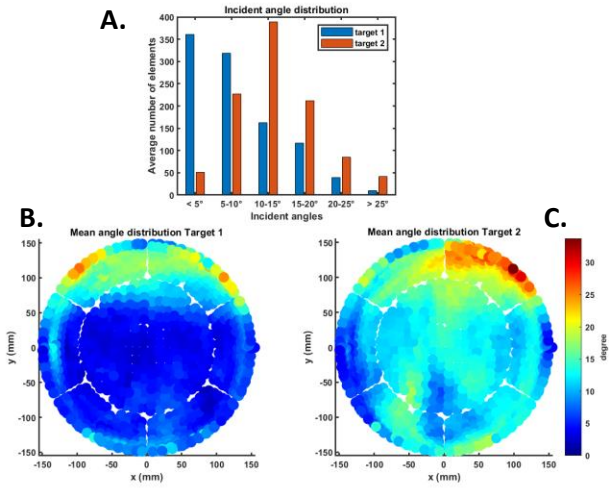 A.
Incident angle distribution
target 1
target 2
Average number of elements
400
350
300
250
200
150
100
50
0
< 5° 5-10° 10-15° 15-20° 20-25° > 25°
Incident angles
B.
Mean angle distribution Target 1
y (mm)
150
100
50
0
-50
-100
-150
-150 -100 -50 0 50 100 150
x (mm)
C.
Mean angle distribution Target 2
y (mm)
150
100
50
0
-50
-100
-150
-150 -100 -50 0 50 100 150
x (mm)
30
25
20
15
10
5
0
degree